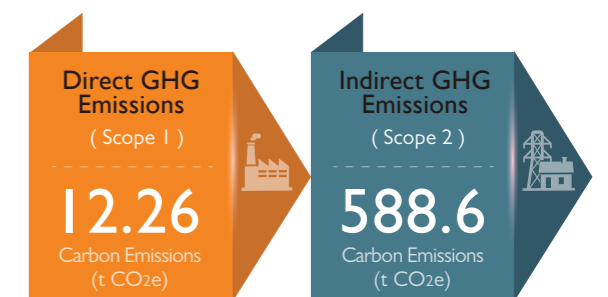 Direct GHG
Emissions
( Scope 1 )
12.26
Carbon Emissions
(t CO2e)
Indirect GHG
Emissions
( Scope 2 )
588.6
Carbon Emissions
(t CO2e)